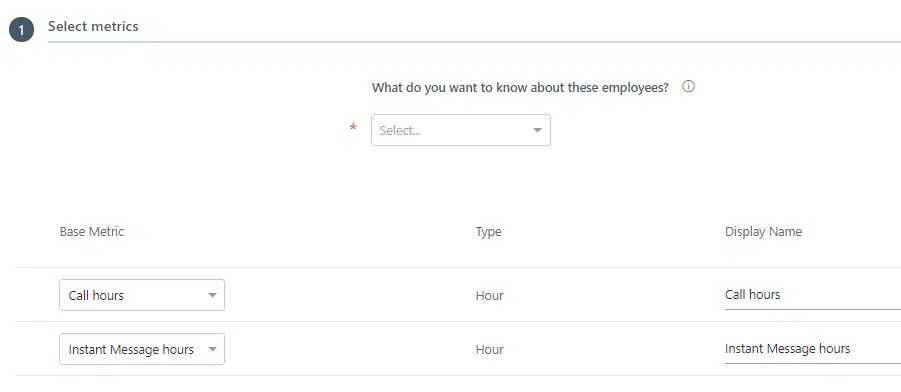 1 Select metrics
What do you want to know about these employees?
* Select...
Base Metric Type Display Name
Call hours Hour Call hours
Instant Message hours Hour Instant Message hours